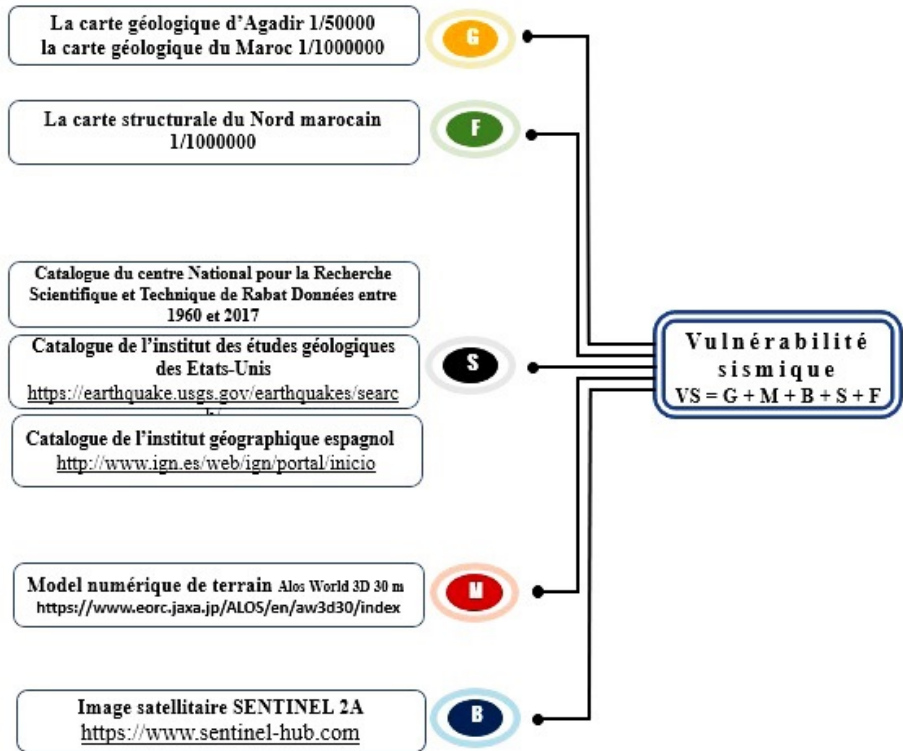 La carte géologique d'Agadir 1/50000
la carte géologique du Maroc 1/1000000
G
La carte structurale du Nord marocain
1/1000000
F
Catalogue du centre National pour la Recherche
Scientifique et Technique de Rabat Données entre
1960 et 2017
Catalogue de l'institut des études géologiques
des Etats-Unis
https://earthquake.usgs.gov/earthquakes/searc
h/
S
Catalogue de l'institut géographique espagnol
http://www.ign.es/web/ign/portal/inicio
Vulnérabilité
sismique
VS = G + M + B + S + F
Model numérique de terrain Alos World 3D 30 m
https://www.eorc.jaxa.jp/ALOS/en/aw3d30/index
M
Image satellitaire SENTINEL 2A
https://www.sentinel-hub.com
B